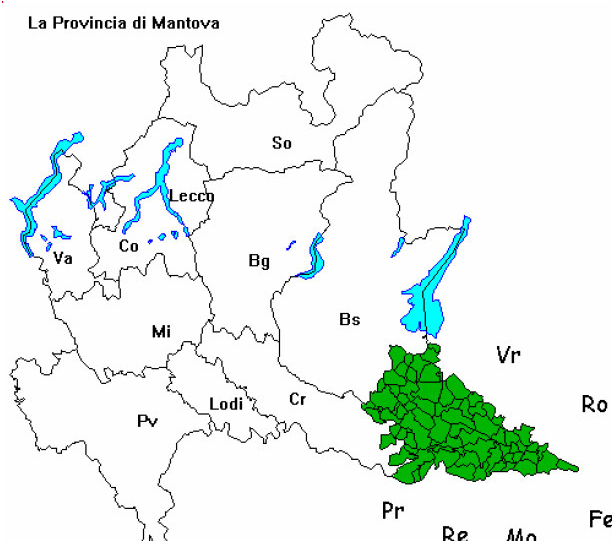 La Provincia di Mantova
So
Lecco
Va
Co
Bg
Bs
Mi
Vr
Cr
Lodi
Ro
Pv
Pr
Re
Mo
Fe